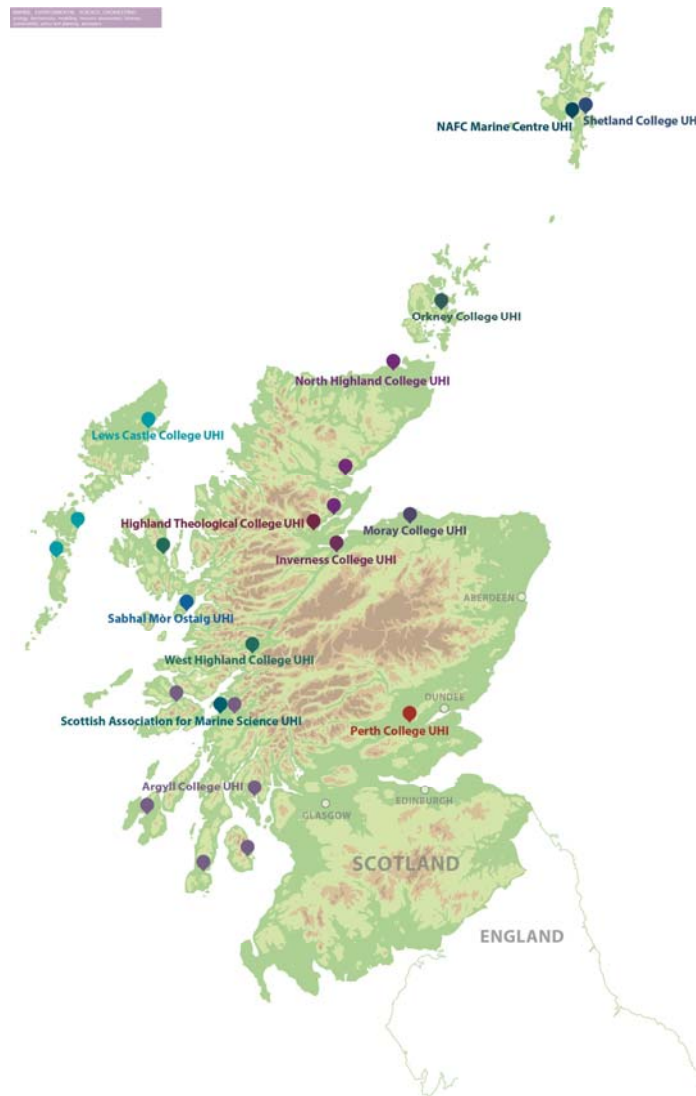 NAFC Marine Centre UHI
Shetland College UHI
Orkney College UHI
North Highland College UHI
Lews Castle College UHI
Highland Theological College UHI
Moray College UHI
Inverness College UHI
ABERDEEN
Sabhal Mòr Ostaig UHI
West Highland College UHI
DUNDEE
Scottish Association for Marine Science UHI
Perth College UHI
Argyll College UHI
EDINBURGH
GLASGOW
SCOTLAND
ENGLAND